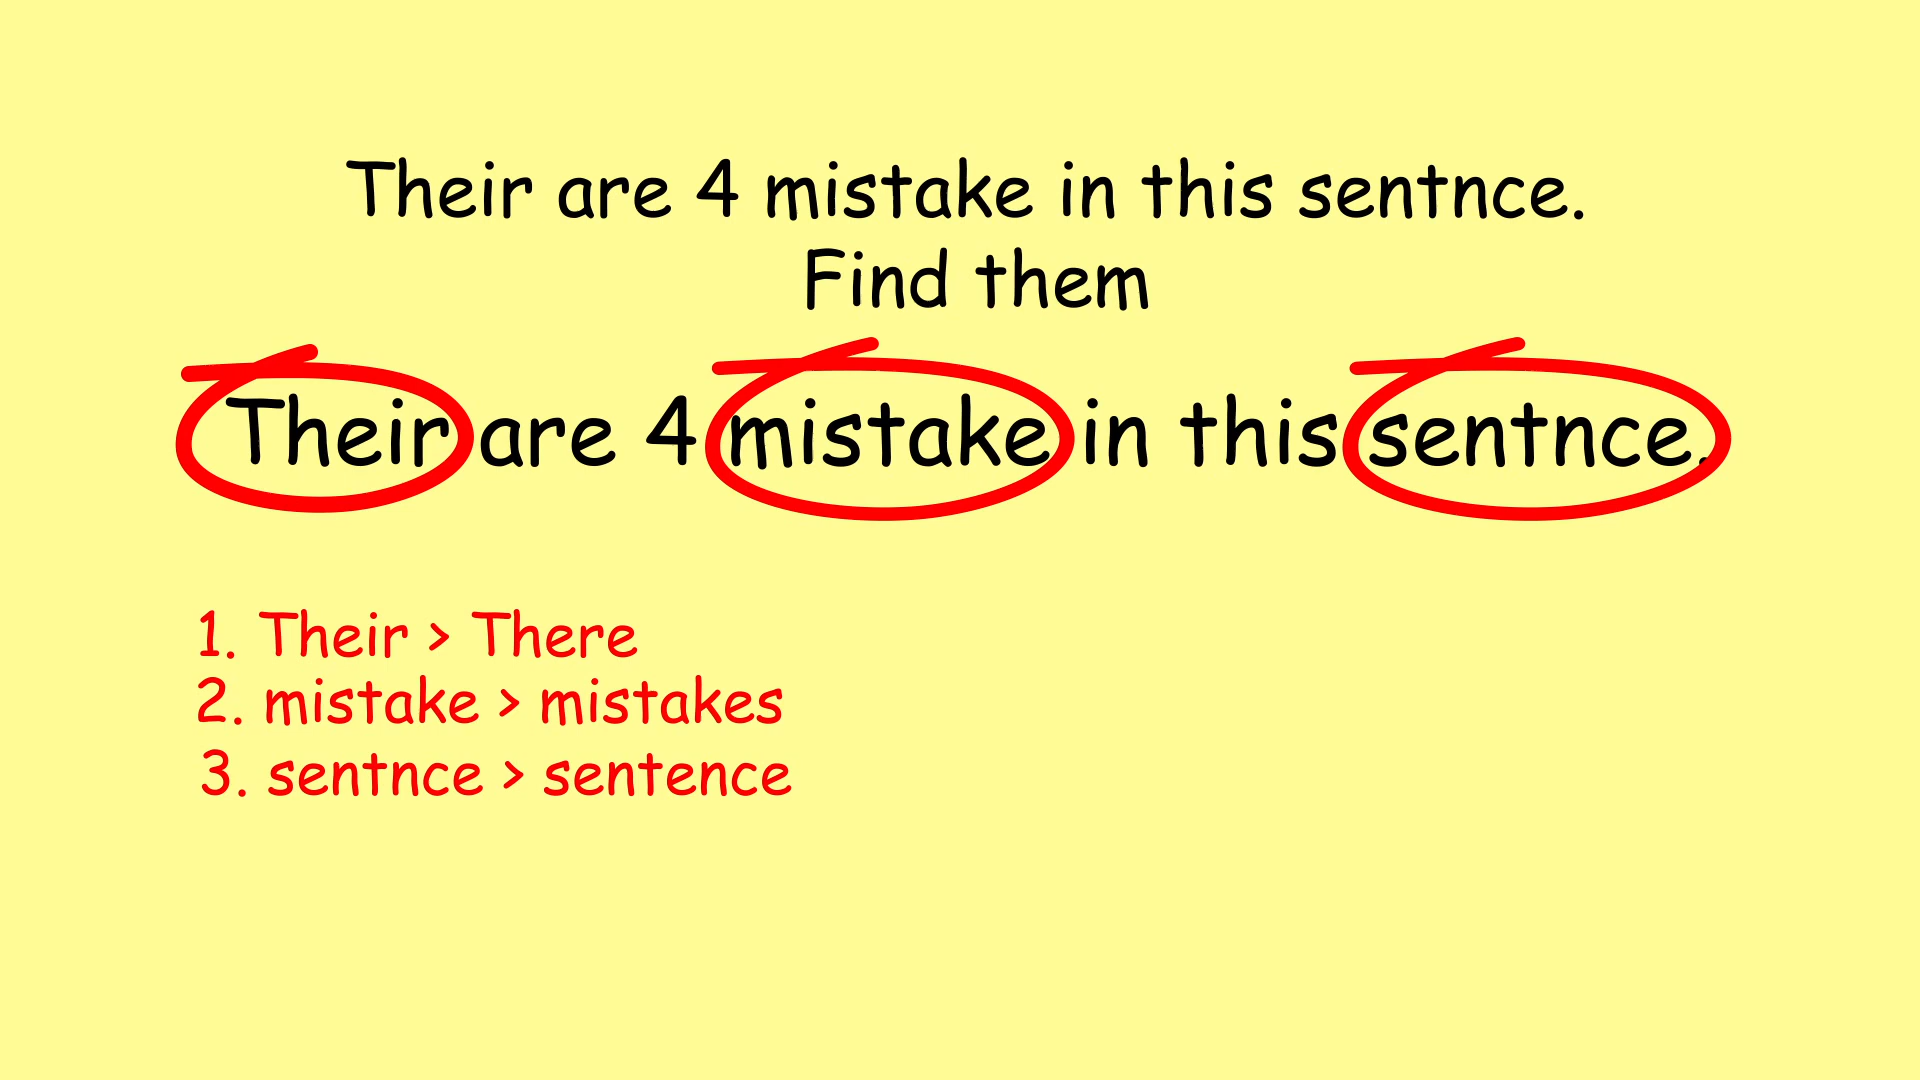 Their are 4 mistake in this sentnce.
Find them
Their are 4 mistake in this sentnce.
1. Their > There
2. mistake > mistakes
3. sentnce > sentence